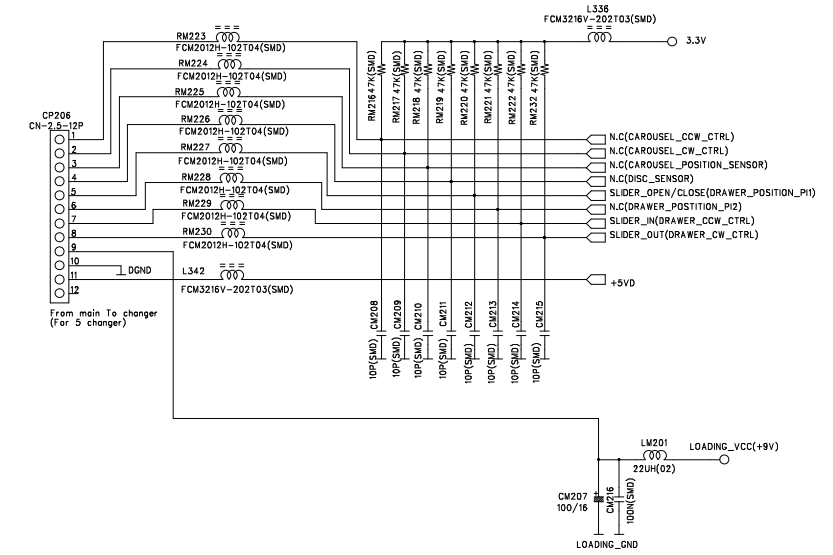 L336
FCM3216V-202T03(SMD)
3.3V
RM223
FCM2012H-102T04(SMD)
RM224
FCM2012H-102T04(SMD)
RM225
FCM2012H-102T04(SMD)
RM226
FCM2012H-102T04(SMD)
RM227
FCM2012H-102T04(SMD)
RM228
FCM2012H-102T04(SMD)
RM229
FCM2012H-102T04(SMD)
RM230
FCM2012H-102T04(SMD)
L342
FCM3216V-202T03(SMD)
CP206
CN-2.5-12P
1
2
3
4
5
6
7
8
9
10
11
12
DGND
From main To changer
(For 5 changer)
RM216 47K(SMD)
RM217 47K(SMD)
RM218 47K(SMD)
RM219 47K(SMD)
RM220 47K(SMD)
RM221 47K(SMD)
RM222 47K(SMD)
RM232 47K(SMD)
N.C(CAROUSEL_CCW_CTRL)
N.C(CAROUSEL_CW_CTRL)
N.C(CAROUSEL_POSITION_SENSOR)
N.C(DISC_SENSOR)
SLIDER_OPEN/CLOSE(DRAWER_POSITION_PI1)
N.C(DRAWER_POSTITION_PI2)
SLIDER_IN(DRAWER_CCW_CTRL)
SLIDER_OUT(DRAWER_CW_CTRL)
+5VD
10P(SMD) CM208
10P(SMD) CM209
10P(SMD) CM210
10P(SMD) CM211
10P(SMD) CM212
10P(SMD) CM213
10P(SMD) CM214
10P(SMD) CM215
LM201
22UH(02)
LOADING_VCC(+9V)
CM207
100/16
+
CM216
100N(SMD)
LOADING_GND